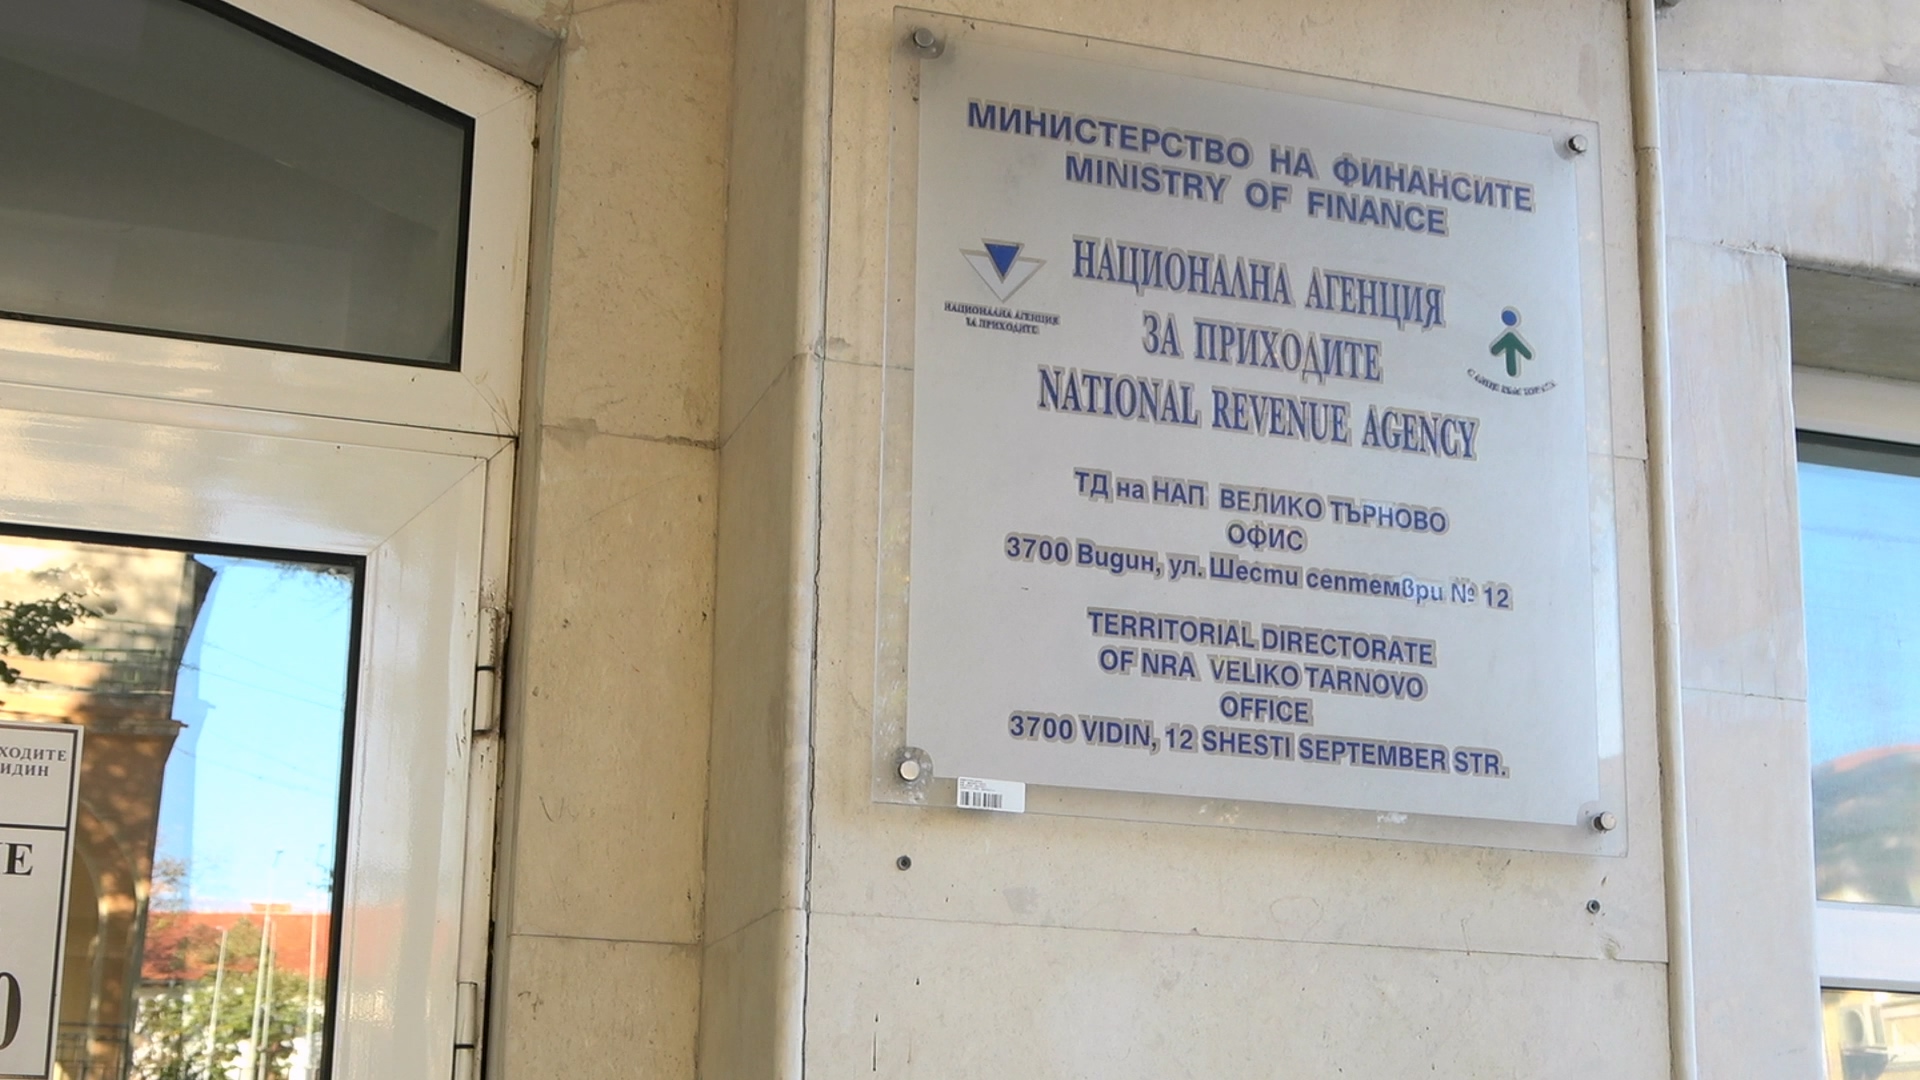 МИНИСТЕРСТВО НА ФИНАНСИТЕ
MINISTRY OF FINANCE
НАЦИОНАЛНА АГЕНЦИЯ
ЗА ПРИХОДИТЕ
NATIONAL REVENUE AGENCY
НАЦИОНАЛНА АГЕНЦИЯ
ЗА ПРИХОДИТЕ
ТД на НАП ВЕЛИКО ТЪРНОВО
ОФИС
3700 Видин, ул. Шести септември № 12
TERRITORIAL DIRECTORATE
OF NRA VELIKO TARNOVO
OFFICE
3700 VIDIN, 12 SHESTI SEPTEMBER STR.